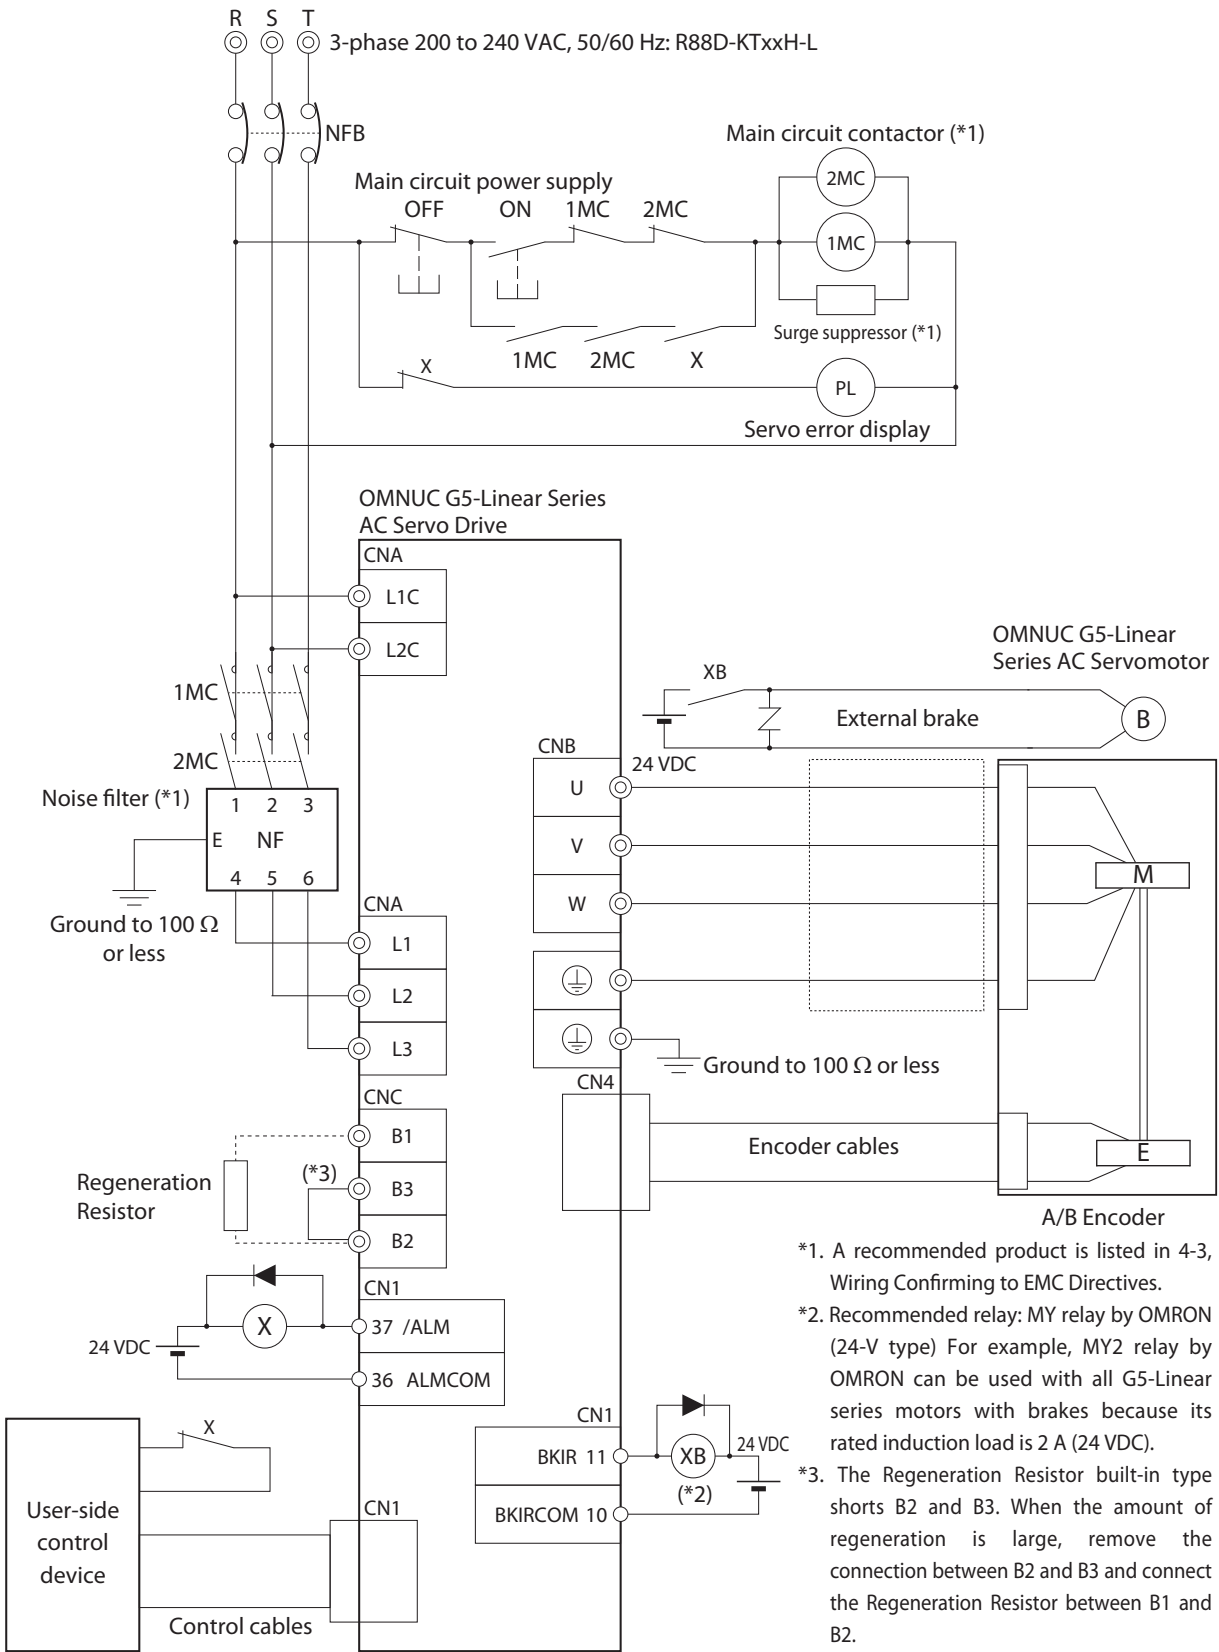 R S T
3-phase 200 to 240 VAC, 50/60 Hz: R88D-KTxxH-L
NFB
Main circuit contactor (*1)
2MC
Main circuit power supply
OFF ON 1MC 2MC
1MC
Surge suppressor (*1)
1MC 2MC X
X
PL
Servo error display
OMNUC G5-Linear Series
AC Servo Drive
CNA
L1C
L2C
OMNUC G5-Linear
Series AC Servomotor
XB
1MC
External brake
B
CNB
2MC
24 VDC
U
Noise filter (*1)
1 2 3
E NF
V
4 5 6
M
CNA
W
Ground to 100 Ω
or less
L1
L2
L3
Ground to 100 Ω or less
CN4
CNC
B1
Encoder cables
E
Regeneration
Resistor
(*3)
B3
B2
A/B Encoder
CN1
X
37 /ALM
24 VDC
36 ALMCOM
CN1
X
BKIR 11
XB
24 VDC
(*2)
BKIRCOM 10
CN1
User-side
control
device
Control cables
*1. A recommended product is listed in 4-3,
Wiring Confirming to EMC Directives.
*2. Recommended relay: MY relay by OMRON
(24-V type) For example, MY2 relay by
OMRON can be used with all G5-Linear
series motors with brakes because its
rated induction load is 2 A (24 VDC).
*3. The Regeneration Resistor built-in type
shorts B2 and B3. When the amount of
regeneration is large, remove the
connection between B2 and B3 and connect
the Regeneration Resistor between B1 and
B2.